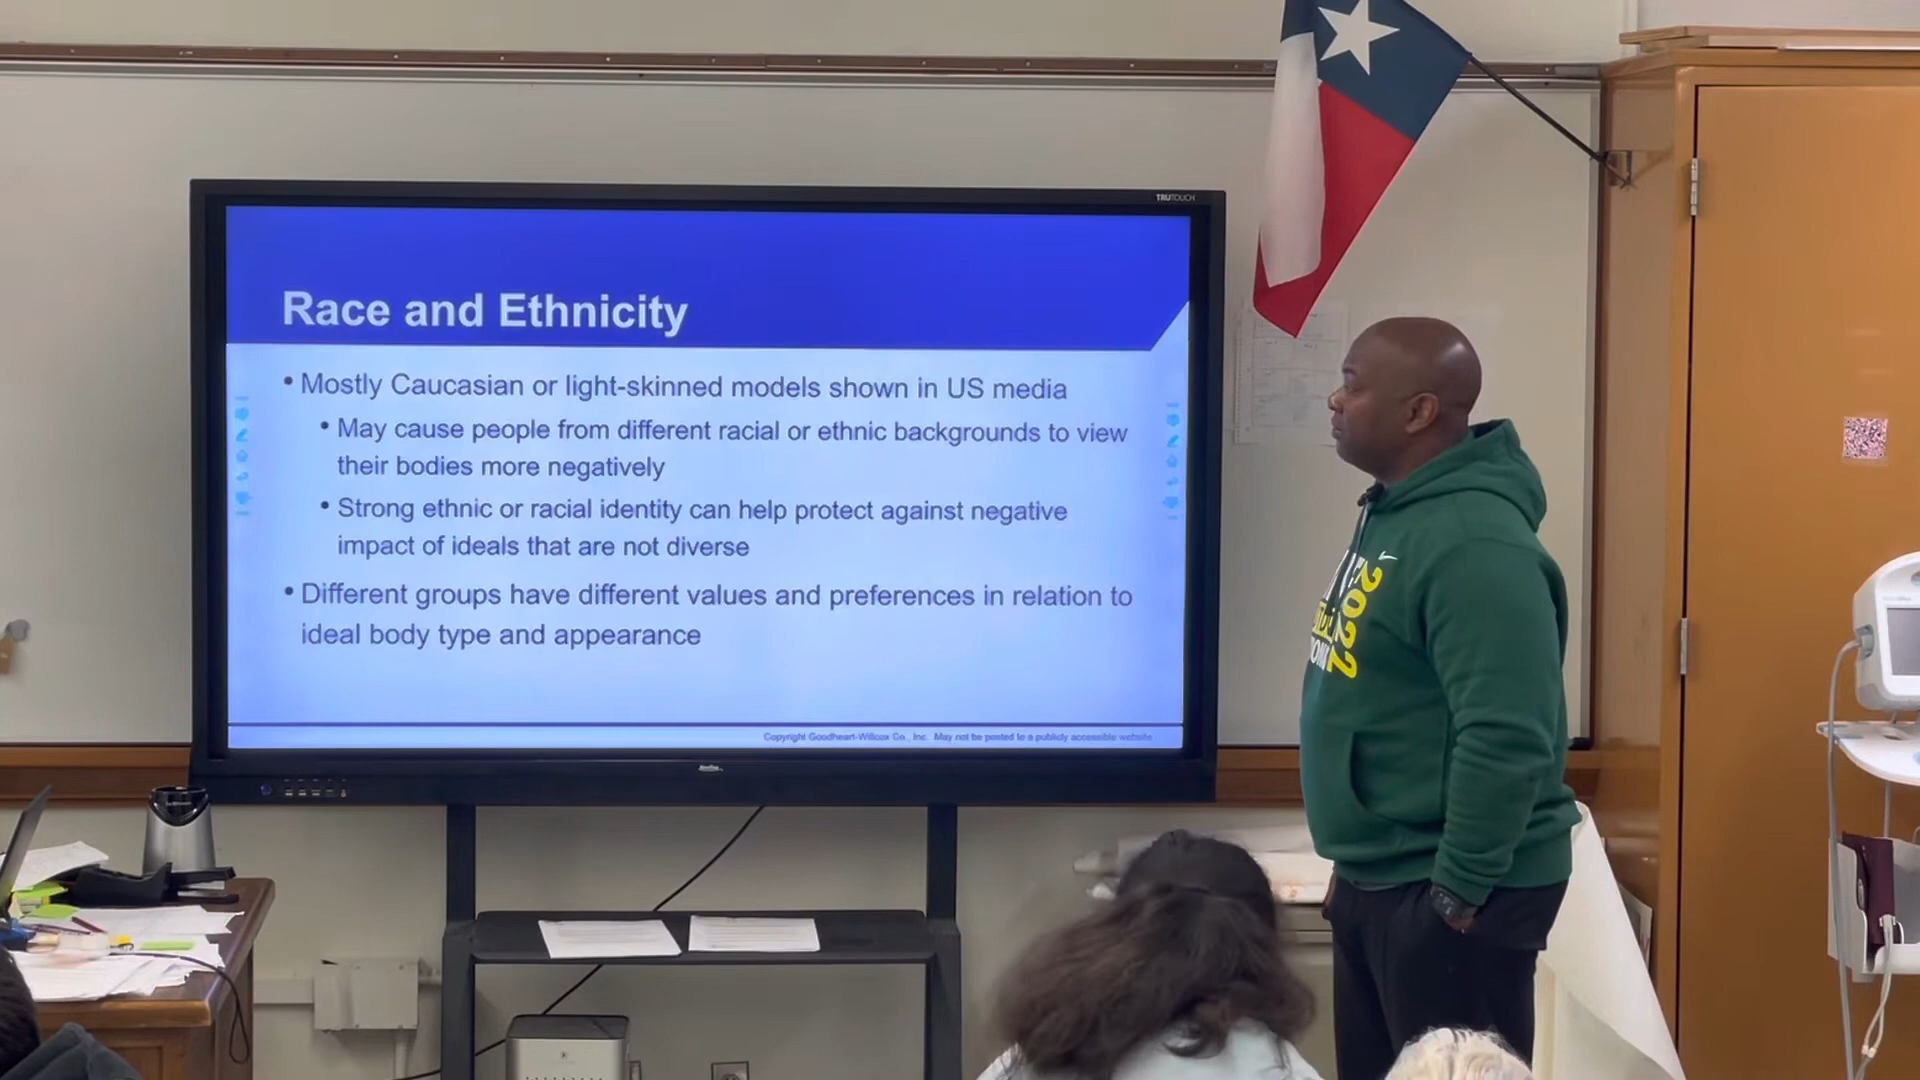 TRUTOUCH
Race and Ethnicity
• Mostly Caucasian or light-skinned models shown in US media
• May cause people from different racial or ethnic backgrounds to view
their bodies more negatively
• Strong ethnic or racial identity can help protect against negative
impact of ideals that are not diverse
• Different groups have different values and preferences in relation to
ideal body type and appearance
Copyright Goodheart-Willcox Co., Inc. May not be posted to a publicly accessible website.
2022